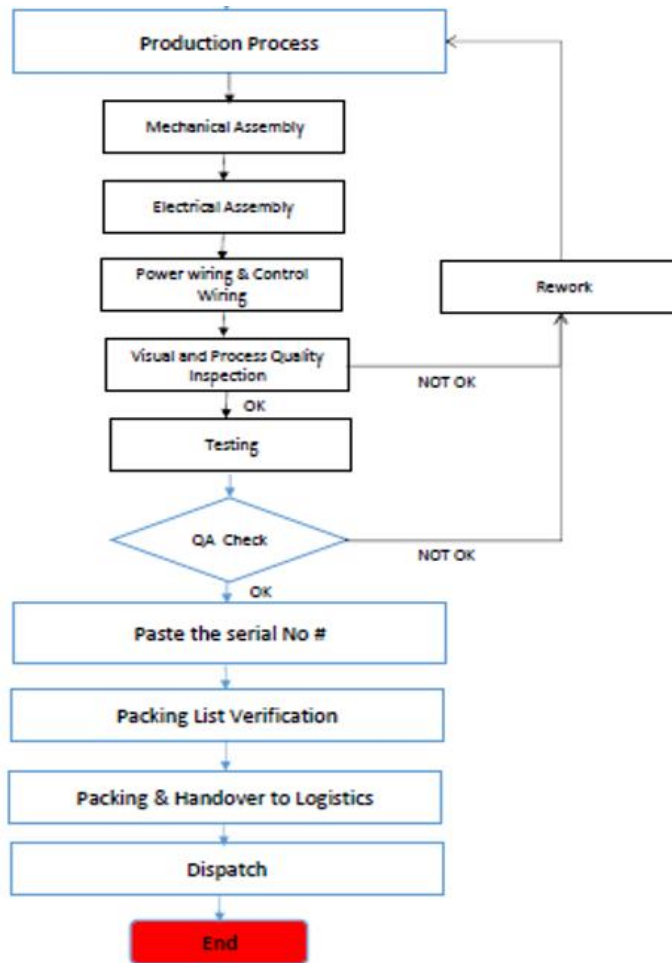 Production Process
Mechanical Assembly
Electrical Assembly
Power wiring & Control
Wiring
Rework
Visual and Process Quality
Inspection
NOT OK
OK
Testing
QA Check
NOT OK
OK
Paste the serial No #
Packing List Verification
Packing & Handover to Logistics
Dispatch
End